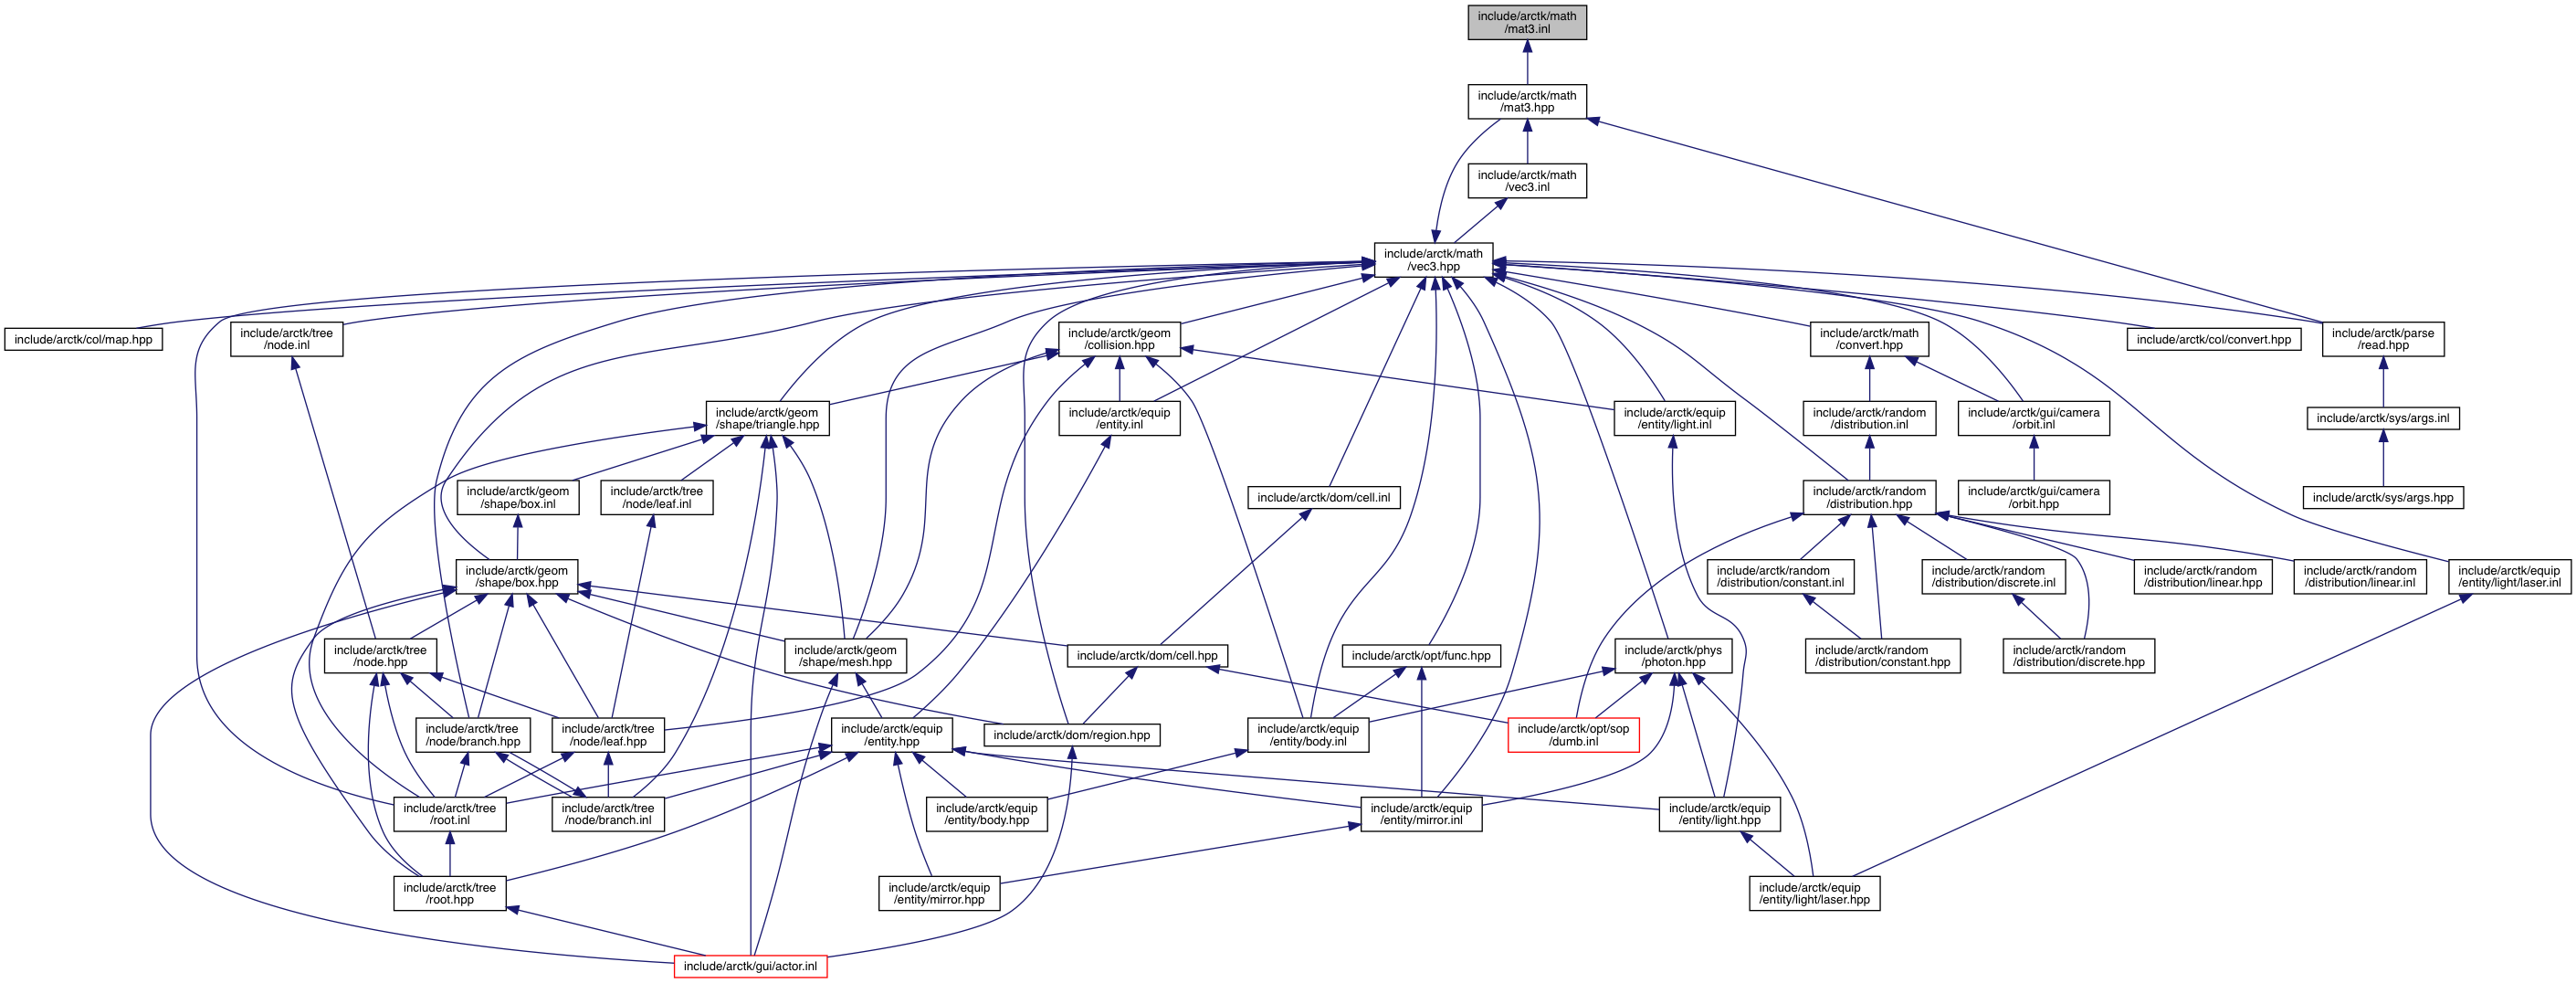 include/arctk/math
/mat3.inl
include/arctk/math
/mat3.hpp
include/arctk/math
/vec3.inl
include/arctk/math
/vec3.hpp
include/arctk/col/map.hpp
include/arctk/tree
/node.inl
include/arctk/geom
/collision.hpp
include/arctk/math
/convert.hpp
include/arctk/col/convert.hpp
include/arctk/parse
/read.hpp
include/arctk/geom
/shape/triangle.hpp
include/arctk/equip
/entity.inl
include/arctk/equip
/entity/light.inl
include/arctk/random
/distribution.inl
include/arctk/gui/camera
/orbit.inl
include/arctk/sys/args.inl
include/arctk/geom
/shape/box.inl
include/arctk/tree
/node/leaf.inl
include/arctk/dom/cell.inl
include/arctk/random
/distribution.hpp
include/arctk/gui/camera
/orbit.hpp
include/arctk/sys/args.hpp
include/arctk/geom
/shape/box.hpp
include/arctk/random
/distribution/constant.inl
include/arctk/random
/distribution/discrete.inl
include/arctk/random
/distribution/linear.hpp
include/arctk/random
/distribution/linear.inl
include/arctk/equip
/entity/light/laser.inl
include/arctk/tree
/node.hpp
include/arctk/geom
/shape/mesh.hpp
include/arctk/dom/cell.hpp
include/arctk/opt/func.hpp
include/arctk/phys
/photon.hpp
include/arctk/random
/distribution/constant.hpp
include/arctk/random
/distribution/discrete.hpp
include/arctk/tree
/node/branch.hpp
include/arctk/tree
/node/leaf.hpp
include/arctk/equip
/entity.hpp
include/arctk/dom/region.hpp
include/arctk/equip
/entity/body.inl
include/arctk/opt/sop
/dumb.inl
include/arctk/tree
/root.inl
include/arctk/tree
/node/branch.inl
include/arctk/equip
/entity/body.hpp
include/arctk/equip
/entity/mirror.inl
include/arctk/equip
/entity/light.hpp
include/arctk/tree
/root.hpp
include/arctk/equip
/entity/mirror.hpp
include/arctk/equip
/entity/light/laser.hpp
include/arctk/gui/actor.inl